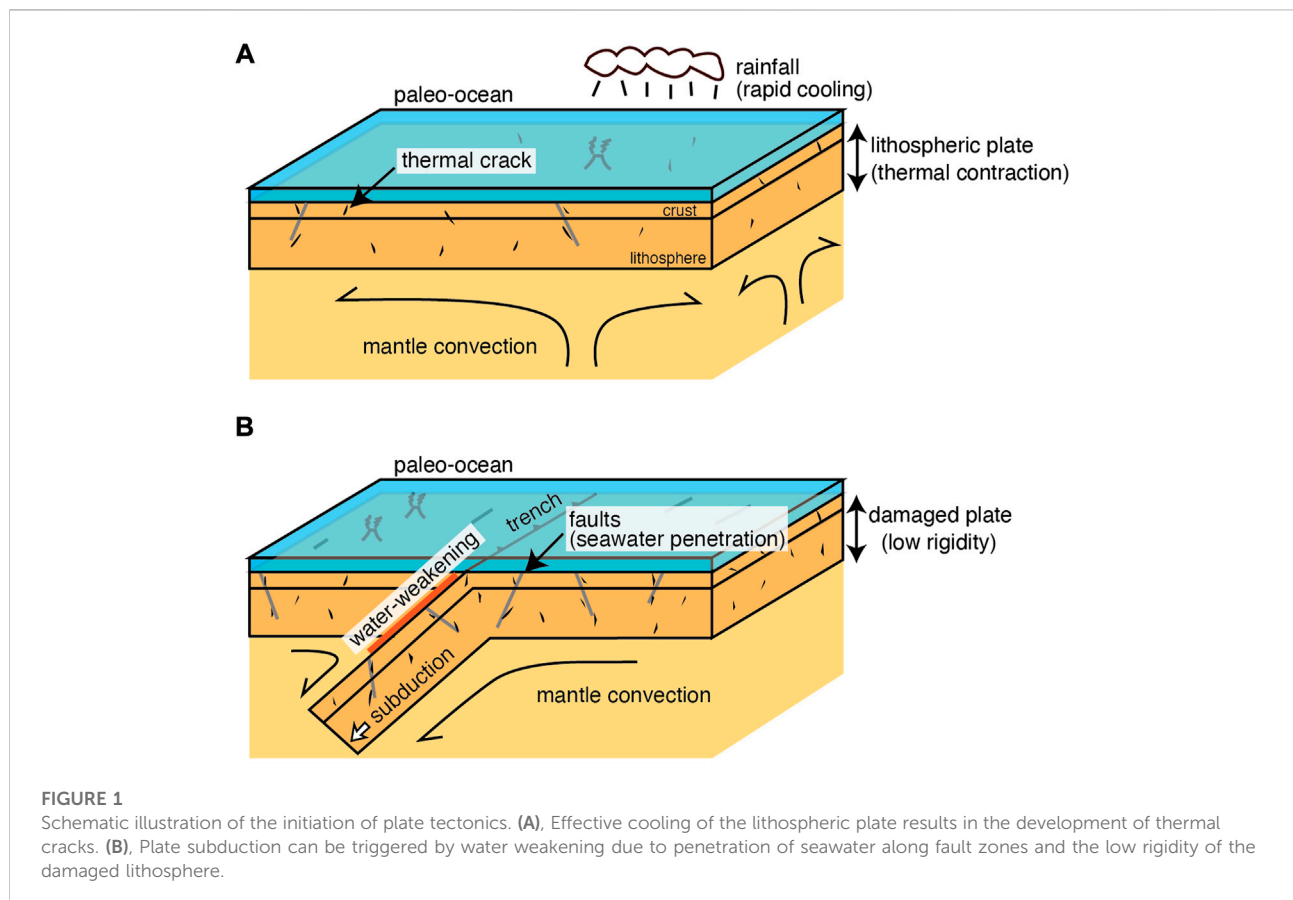 A
rainfall
(rapid cooling)
paleo-ocean
thermal crack
lithospheric plate
(thermal contraction)
crust
lithosphere
mantle convection
B
paleo-ocean
trench
faults
(seawater penetration)
damaged plate
(low rigidity)
water-weakening
subduction
mantle convection
FIGURE 1
Schematic illustration of the initiation of plate tectonics. (A), Effective cooling of the lithospheric plate results in the development of thermal
cracks. (B), Plate subduction can be triggered by water weakening due to penetration of seawater along fault zones and the low rigidity of the
damaged lithosphere.